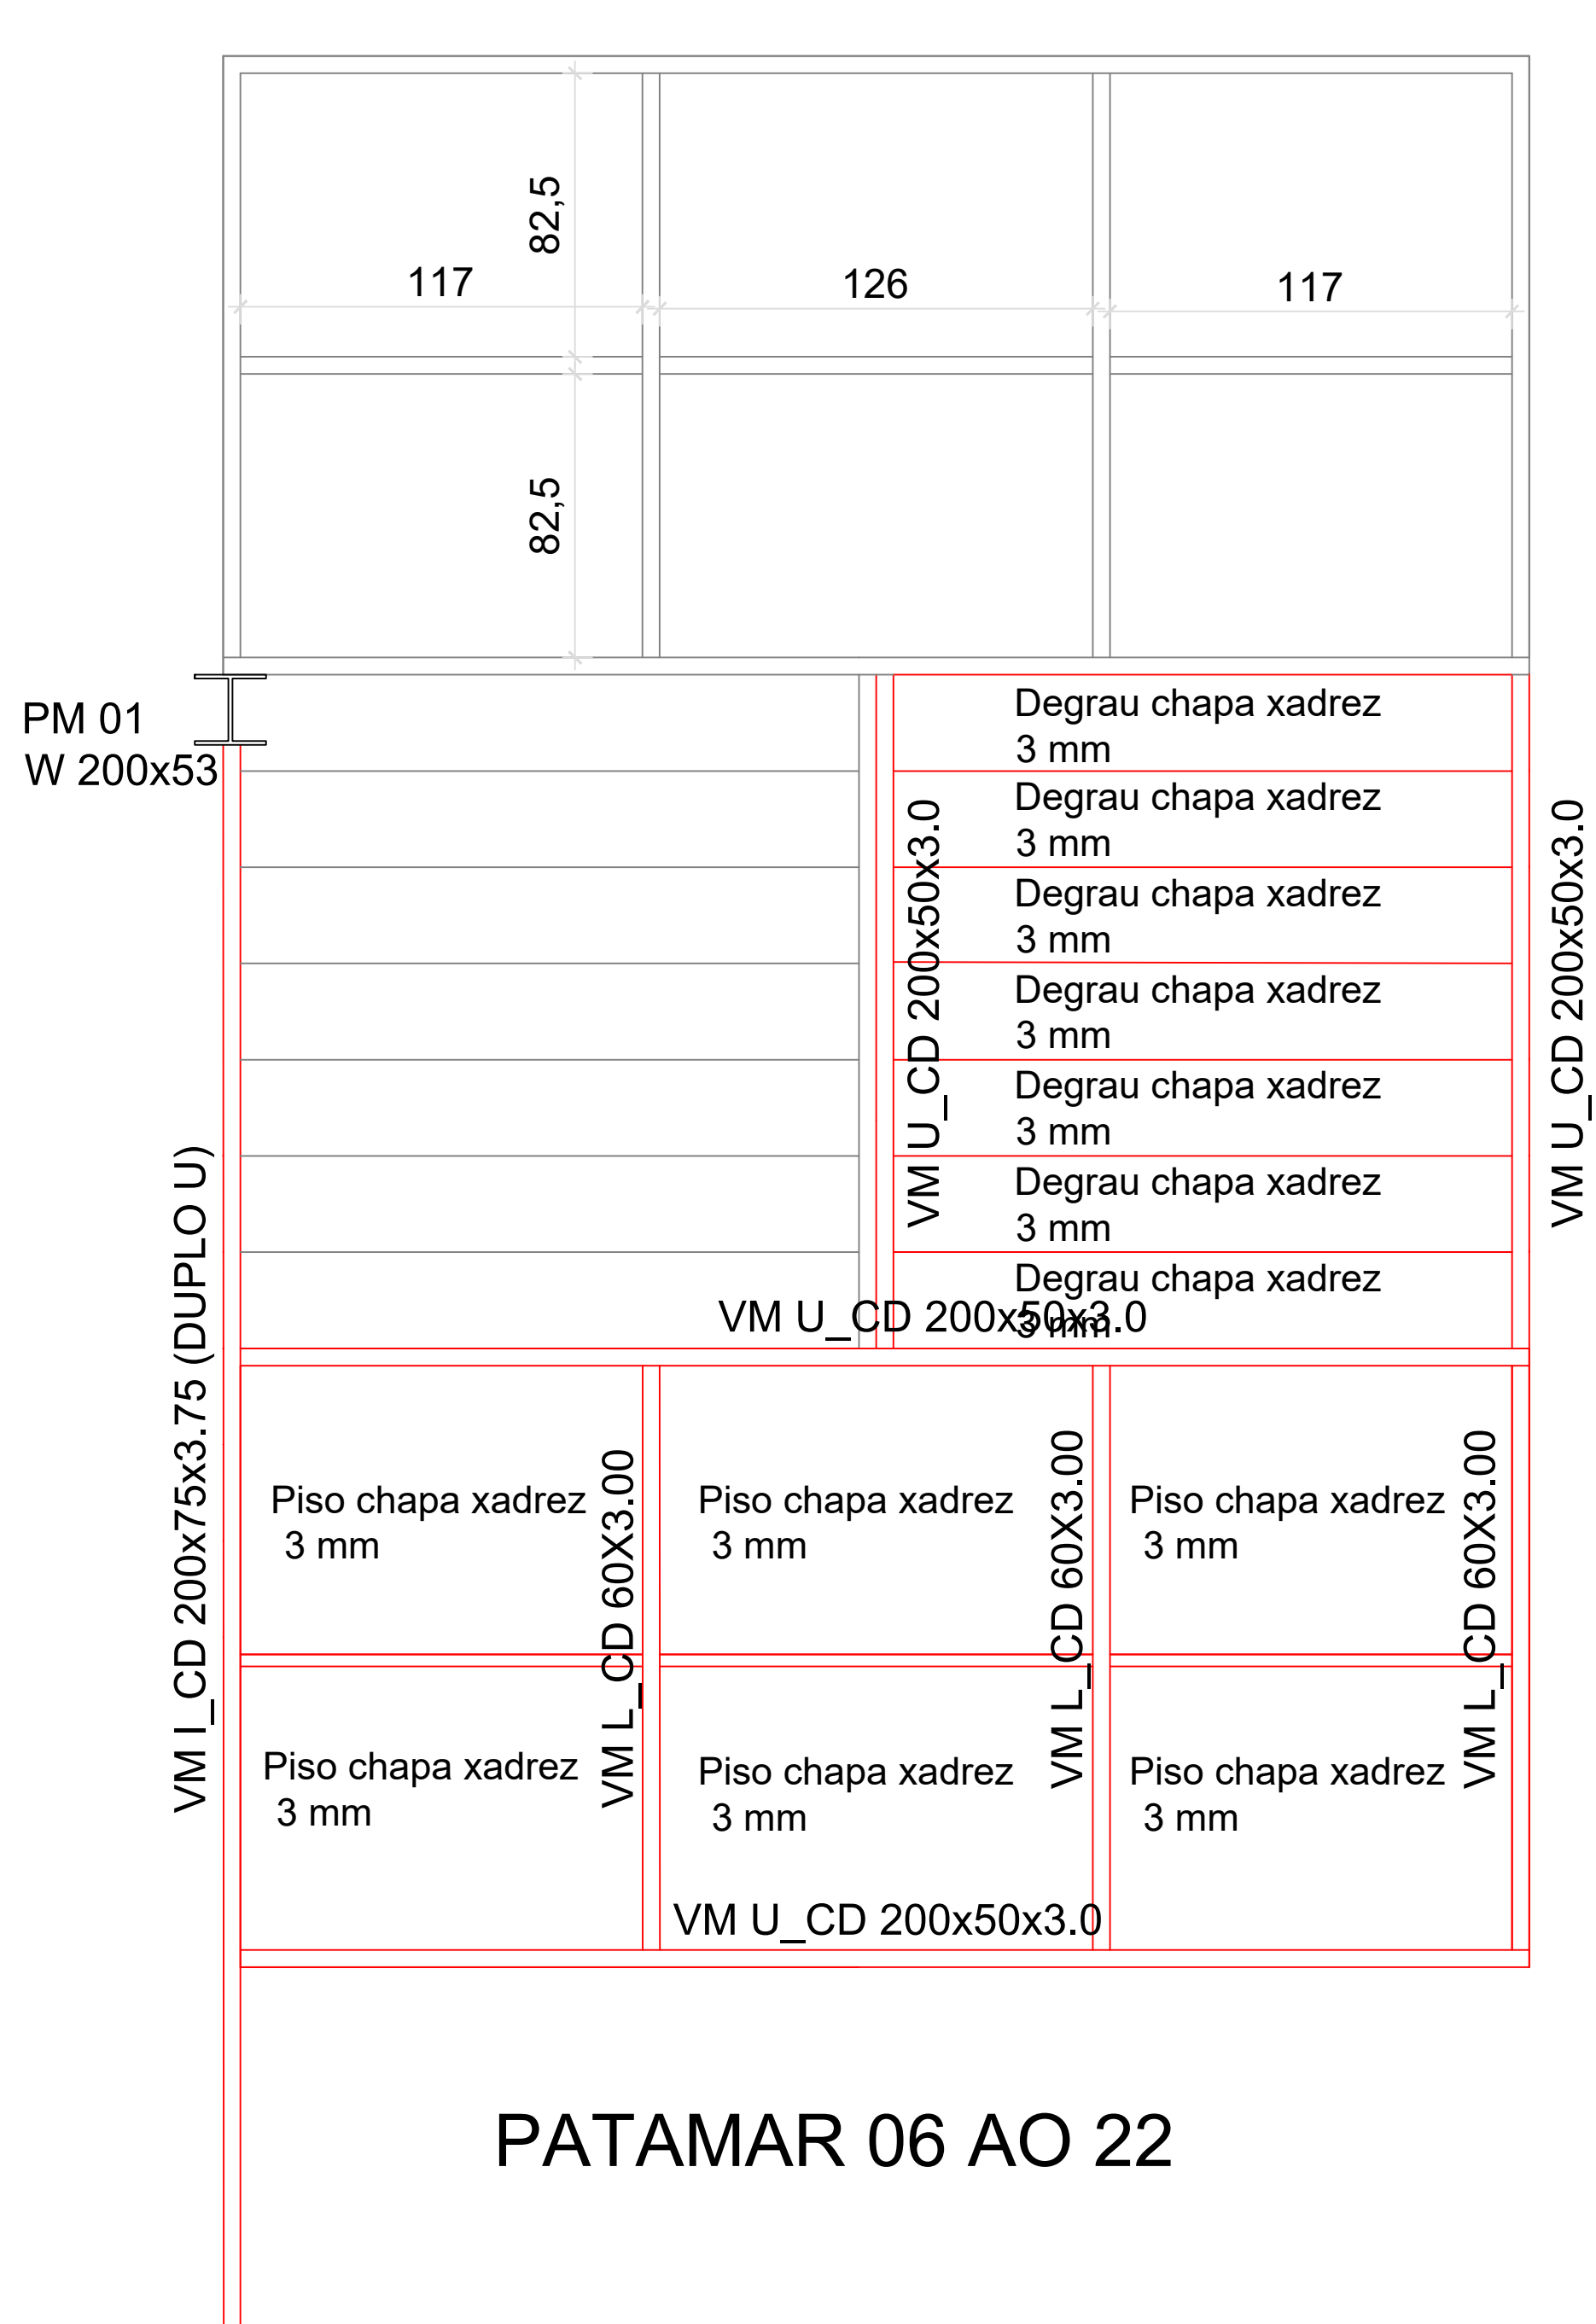 82,5
117
126
117
82,5
PM 01
W 200x53
Degrau chapa xadrez
3 mm
Degrau chapa xadrez
3 mm
Degrau chapa xadrez
3 mm
Degrau chapa xadrez
3 mm
Degrau chapa xadrez
3 mm
Degrau chapa xadrez
3 mm
Degrau chapa xadrez
3 mm
VM U_CD 200x50x3.0
VM U_CD 200x50x3.0
VM U_CD 200x50x3.0
VM I_CD 200x75x3.75 (DUPLO U)
Piso chapa xadrez
3 mm
VM L_CD 60X3.00
Piso chapa xadrez
3 mm
VM L_CD 60X3.00
Piso chapa xadrez
3 mm
VM L_CD 60X3.00
Piso chapa xadrez
3 mm
Piso chapa xadrez
3 mm
Piso chapa xadrez
3 mm
VM U_CD 200x50x3.0
PATAMAR 06 AO 22